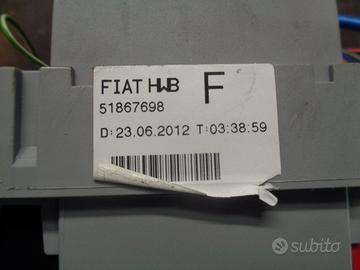 FIAT HWB F
51867698
D: 23.06.2012 T: 03:38:59
subito